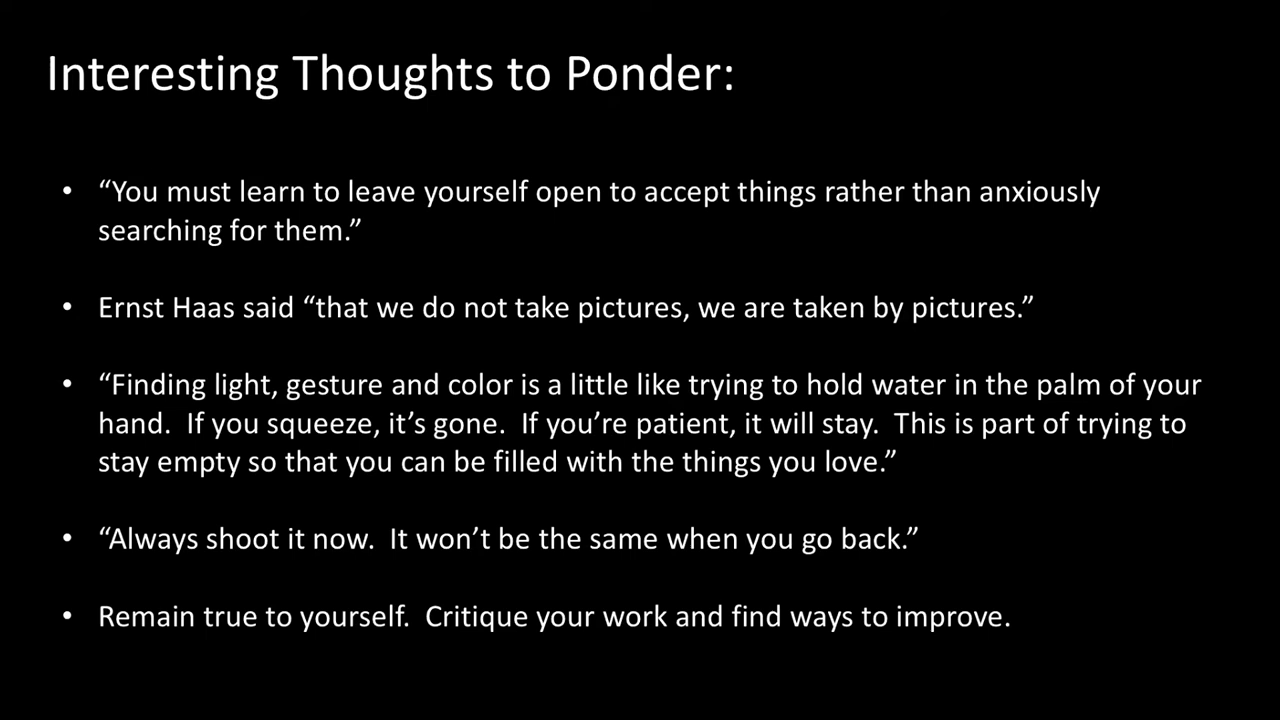 Interesting Thoughts to Ponder:
• “You must learn to leave yourself open to accept things rather than anxiously
searching for them.”
• Ernst Haas said “that we do not take pictures, we are taken by pictures.”
• “Finding light, gesture and color is a little like trying to hold water in the palm of your
hand.  If you squeeze, it’s gone.  If you’re patient, it will stay.  This is part of trying to
stay empty so that you can be filled with the things you love.”
• “Always shoot it now.  It won’t be the same when you go back.”
• Remain true to yourself.  Critique your work and find ways to improve.